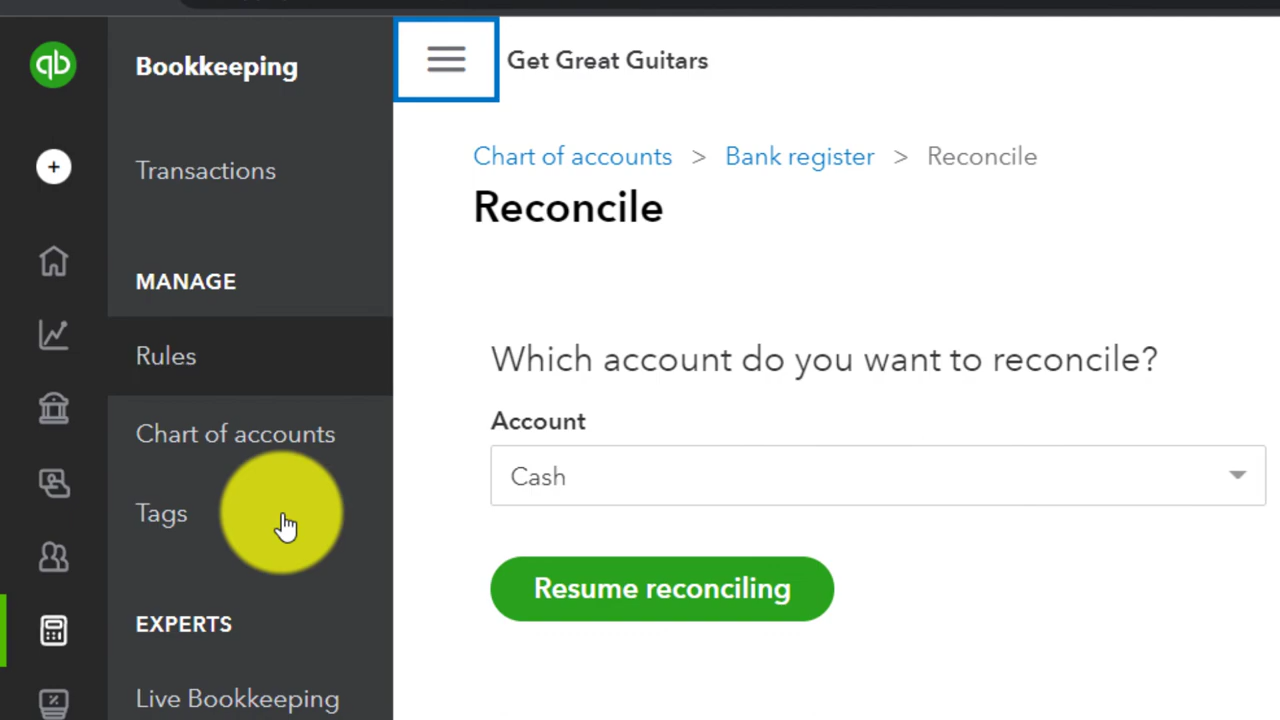 qb
Bookkeeping
Transactions
MANAGE
Rules
Chart of accounts
Tags
EXPERTS
Live Bookkeeping
Get Great Guitars
Chart of accounts > Bank register > Reconcile
Reconcile
Which account do you want to reconcile?
Account
Cash
Resume reconciling